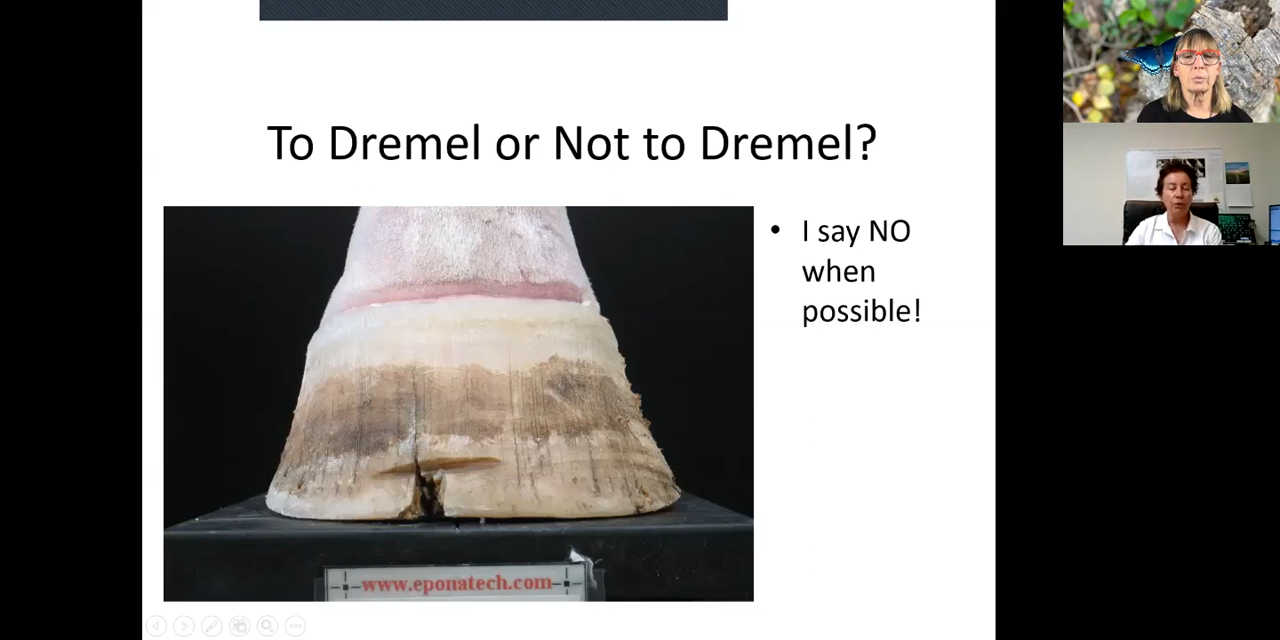 To Dremel or Not to Dremel?
• I say NO
when
possible!
www.eponatech.com